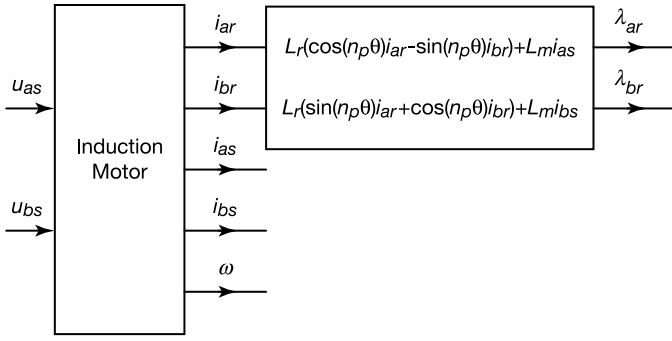 i_ar
λ_ar
L_r(cos(n_pθ)i_ar-sin(n_pθ)i_br)+L_mi_as
u_as
i_br
λ_br
L_r(sin(n_pθ)i_ar+cos(n_pθ)i_br)+L_mi_bs
Induction
Motor
i_as
u_bs
i_bs
ω